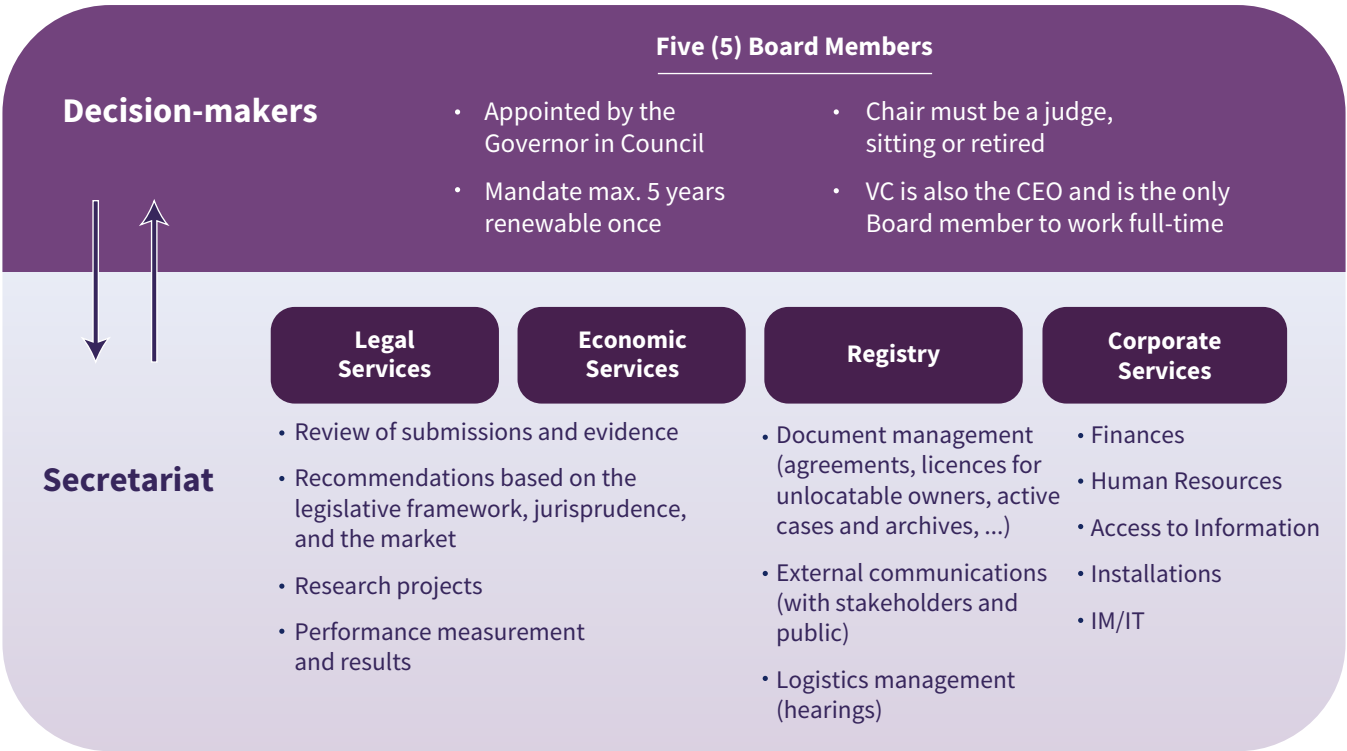 Five (5) Board Members
Decision-makers
• Appointed by the
Governor in Council
• Mandate max. 5 years
renewable once
• Chair must be a judge,
sitting or retired
• VC is also the CEO and is the only
Board member to work full-time
Secretariat
Legal
Services
Economic
Services
• Review of submissions and evidence
• Recommendations based on the
legislative framework, jurisprudence,
and the market
• Research projects
• Performance measurement
and results
Registry
• Document management
(agreements, licences for
unlocatable owners, active
cases and archives, ...)
• External communications
(with stakeholders and
public)
• Logistics management
(hearings)
Corporate
Services
• Finances
• Human Resources
• Access to Information
• Installations
• IM/IT